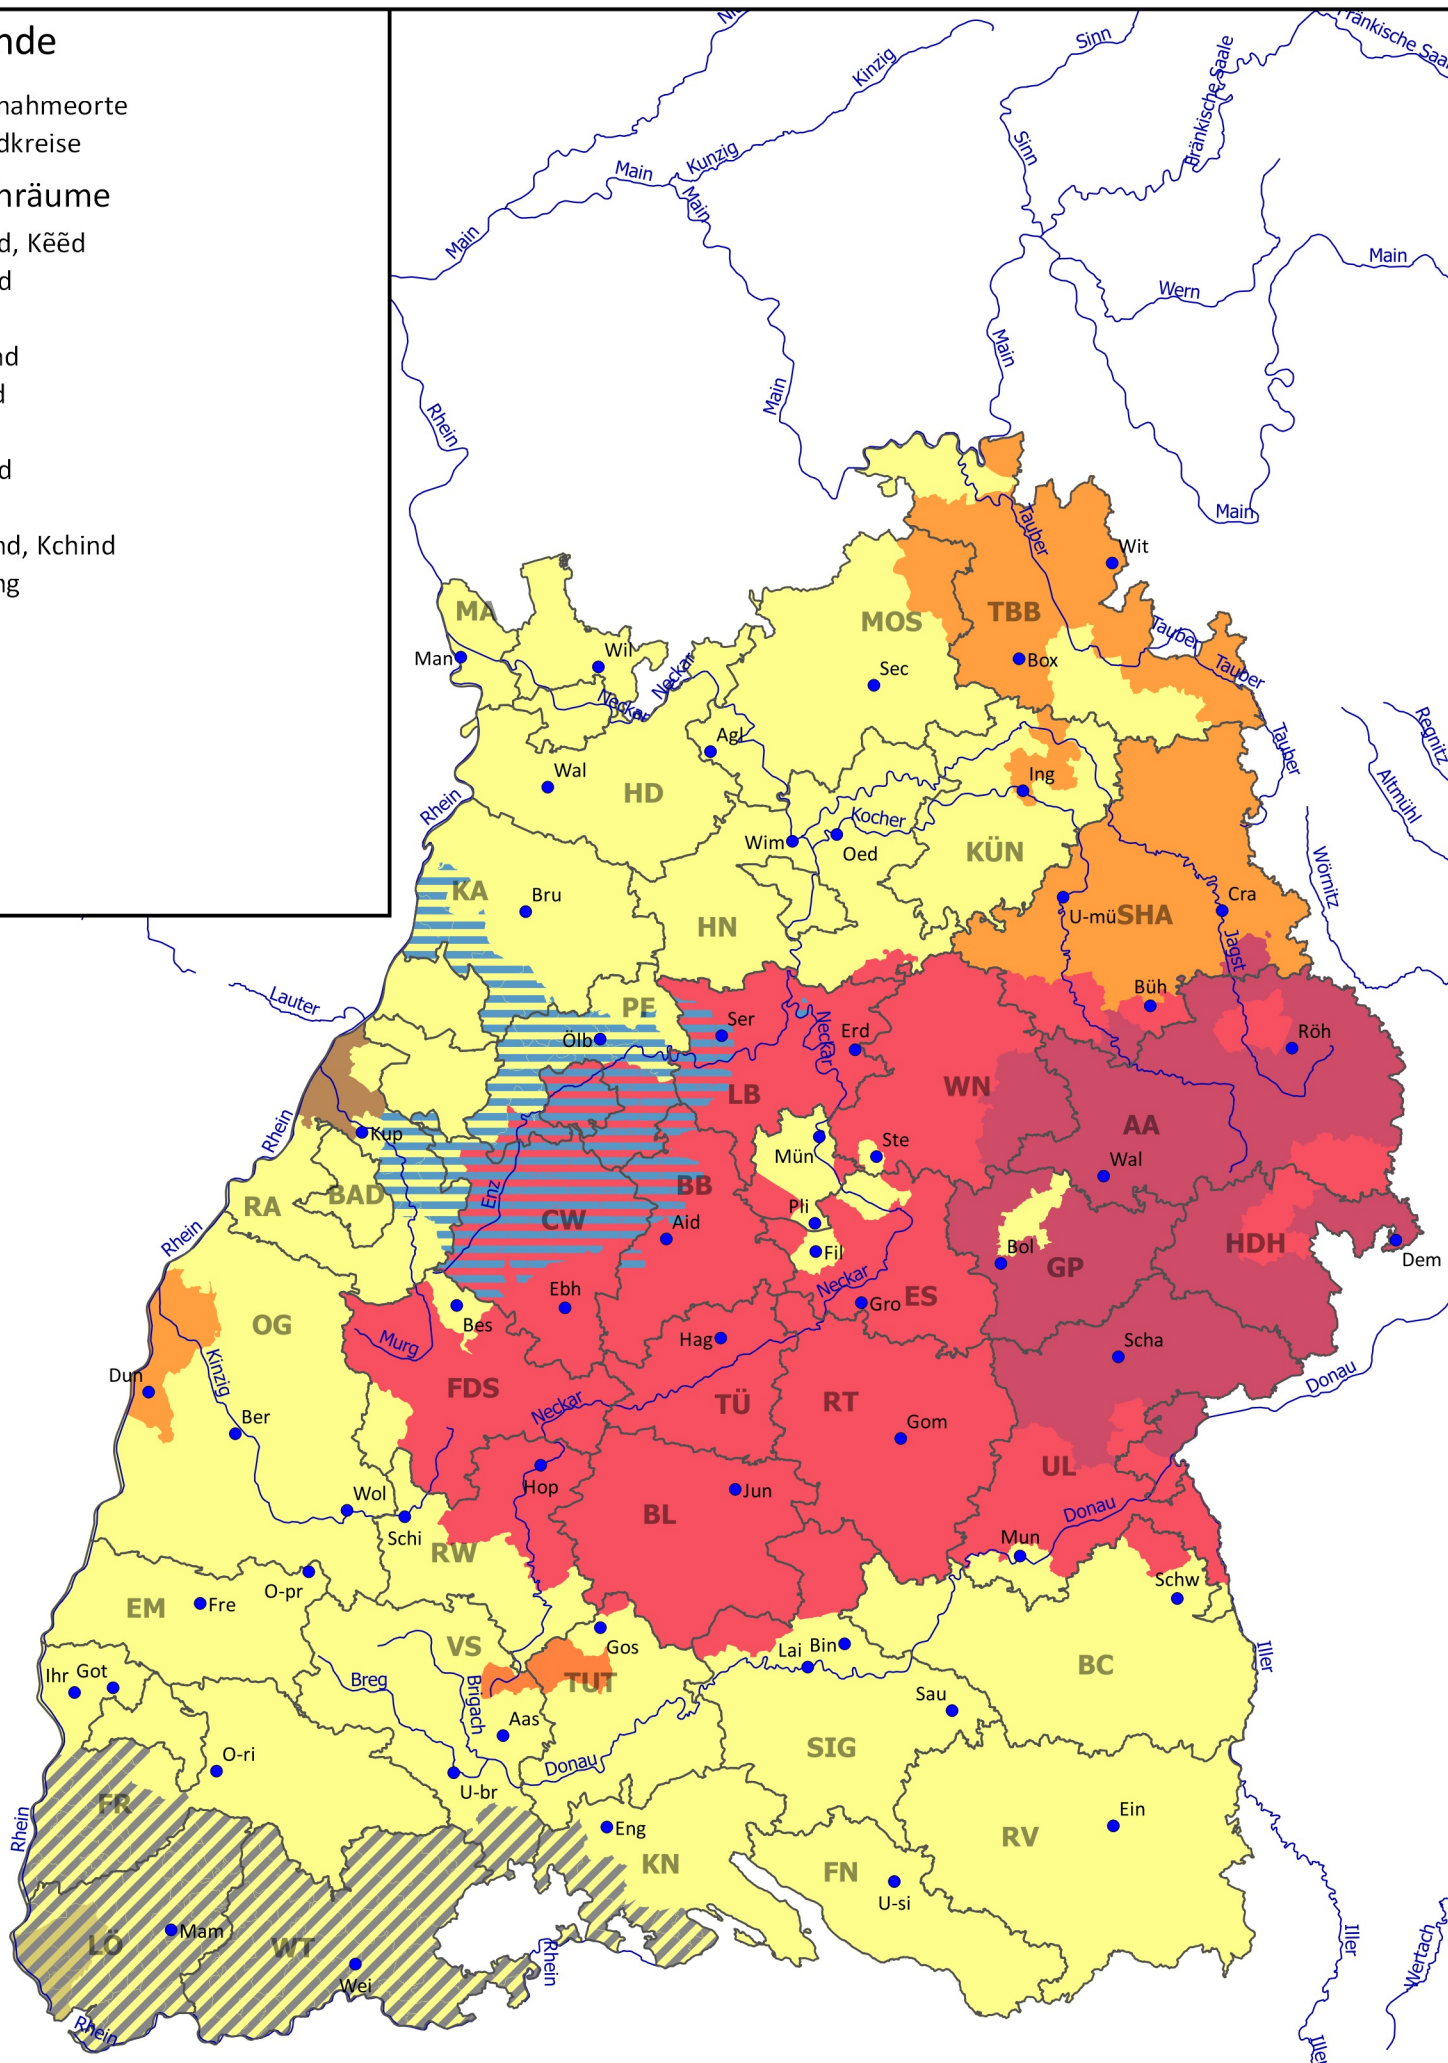 nde
nahmeorte
dkreise
nräume
d, Kẽẽd
d
nd
d
d
nd, Kchind
ng
Kinzig
Sinn
Fränkische Saale
Sinn
Kunzig
Main
Main
Main
Main
Wern
Main
Main
Rhein
Main
Tauber
Wit
MA
MOS
TBB
Tauber
Man
Wil
Neckar
Sec
Box
Tauber
Neckar
Regnitz
Agl
Tauber
Wal
HD
Ing
Altmühl
Rhein
Kocher
Wim
Oed
KÜN
Wörnitz
KA
Bru
Cra
HN
U-mü
SHA
Jagst
Büh
Lauter
PF
Ser
Neckar
Erd
Röh
Ölb
LB
WN
AA
Rhein
Kup
Ste
Mün
Wal
RA
BAD
Enz
BB
Pli
CW
Aid
Rhein
Fil
Bol
GP
HDH
Dem
Ebh
Neckar
Gro
ES
OG
Bes
Murg
Hag
Scha
Kinzig
Dun
FDS
Donau
Neckar
TÜ
RT
Ber
Gom
Hop
UL
Wol
Jun
BL
Donau
Schi
Mun
RW
O-pr
Schw
EM
Fre
VS
Gos
Lai
Bin
Iller
Ihr
Got
Breg
Brigach
TUT
BC
Aas
Sau
O-ri
Donau
SIG
U-br
FR
Rhein
Eng
Ein
KN
FN
RV
U-si
Mam
LÖ
WT
Rhein
Iller
Wertach
Wei
Rhein
Iller